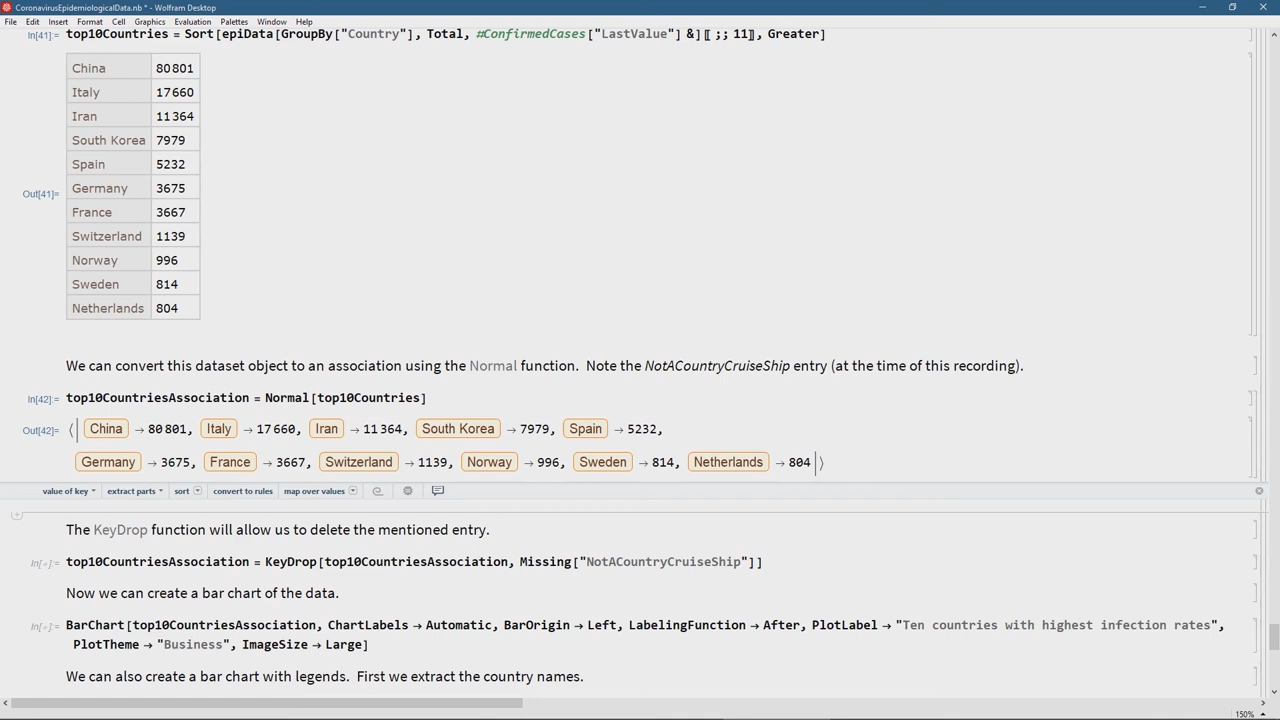 CoronavirusEpidemiologicalData.nb * - Wolfram Desktop
File Edit Insert Format Cell Graphics Evaluation Palettes Window Help
In[41]:= top10Countries = Sort[epiData[GroupBy["Country"], Total, #ConfirmedCases["LastValue"] &]〚 ;; 11〛, Greater]
China 80801
Italy 17660
Iran 11364
South Korea 7979
Spain 5232
Germany 3675
Out[41]=
France 3667
Switzerland 1139
Norway 996
Sweden 814
Netherlands 804
We can convert this dataset object to an association using the Normal function. Note the NotACountryCruiseShip entry (at the time of this recording).
In[42]:= top10CountriesAssociation = Normal[top10Countries]
Out[42]= 〈| China → 80801, Italy → 17660, Iran → 11364, South Korea → 7979, Spain → 5232,
Germany → 3675, France → 3667, Switzerland → 1139, Norway → 996, Sweden → 814, Netherlands → 804 |〉
value of key extract parts sort convert to rules map over values
The KeyDrop function will allow us to delete the mentioned entry.
In[∘]:= top10CountriesAssociation = KeyDrop[top10CountriesAssociation, Missing["NotACountryCruiseShip"]]
Now we can create a bar chart of the data.
In[∘]:= BarChart[top10CountriesAssociation, ChartLabels → Automatic, BarOrigin → Left, LabelingFunction → After, PlotLabel → "Ten countries with highest infection rates",
PlotTheme → "Business", ImageSize → Large]
We can also create a bar chart with legends. First we extract the country names.
150%